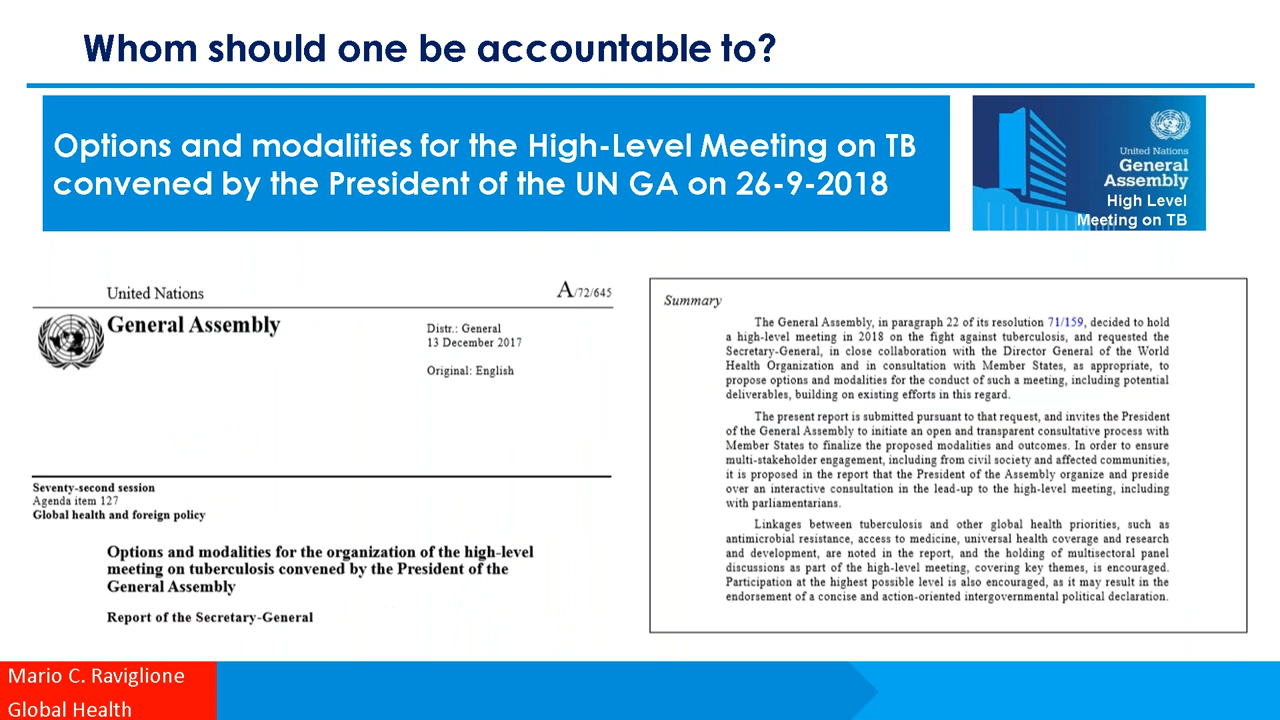 Whom should one be accountable to?
Options and modalities for the High-Level Meeting on TB
convened by the President of the UN GA on 26-9-2018
United Nations
General
Assembly
High Level
Meeting on TB
United Nations
A/72/645
General Assembly
Distr.: General
13 December 2017
Original: English
Seventy-second session
Agenda item 127
Global health and foreign policy
Options and modalities for the organization of the high-level
meeting on tuberculosis convened by the President of the
General Assembly
Report of the Secretary-General
Summary
The General Assembly, in paragraph 22 of its resolution 71/159, decided to hold
a high-level meeting in 2018 on the fight against tuberculosis, and requested the
Secretary-General, in close collaboration with the Director General of the World
Health Organization and in consultation with Member States, as appropriate, to
propose options and modalities for the conduct of such a meeting, including potential
deliverables, building on existing efforts in this regard.
The present report is submitted pursuant to that request, and invites the President
of the General Assembly to initiate an open and transparent consultative process with
Member States to finalize the proposed modalities and outcomes. In order to ensure
multi-stakeholder engagement, including from civil society and affected communities,
it is proposed in the report that the President of the Assembly organize and preside
over an interactive consultation in the lead-up to the high-level meeting, including
with parliamentarians.
Linkages between tuberculosis and other global health priorities, such as
antimicrobial resistance, access to medicine, universal health coverage and research
and development, are noted in the report, and the holding of multisectoral panel
discussions as part of the high-level meeting, covering key themes, is encouraged.
Participation at the highest possible level is also encouraged, as it may result in the
endorsement of a concise and action-oriented intergovernmental political declaration.
Mario C. Raviglione
Global Health